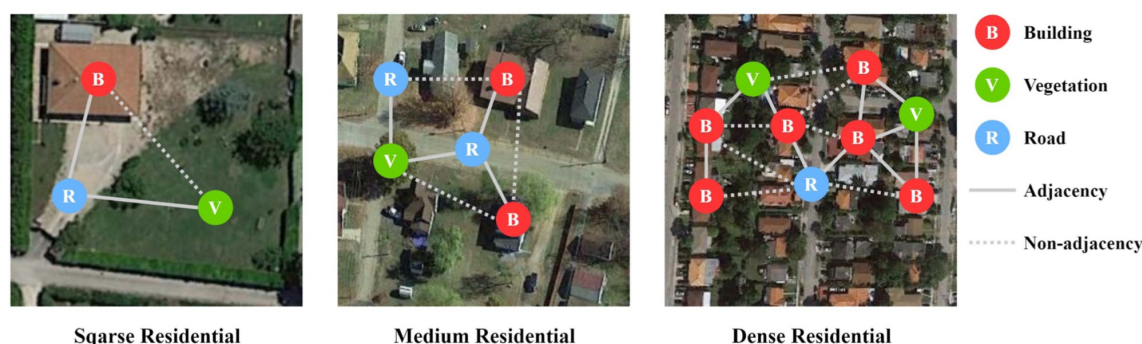 B
R
V
Sqarse Residential
R
B
V
R
B
Medium Residential
B
V
V
B
B
B
R
B
B
Dense Residential
B Building
V Vegetation
R Road
Adjacency
Non-adjacency